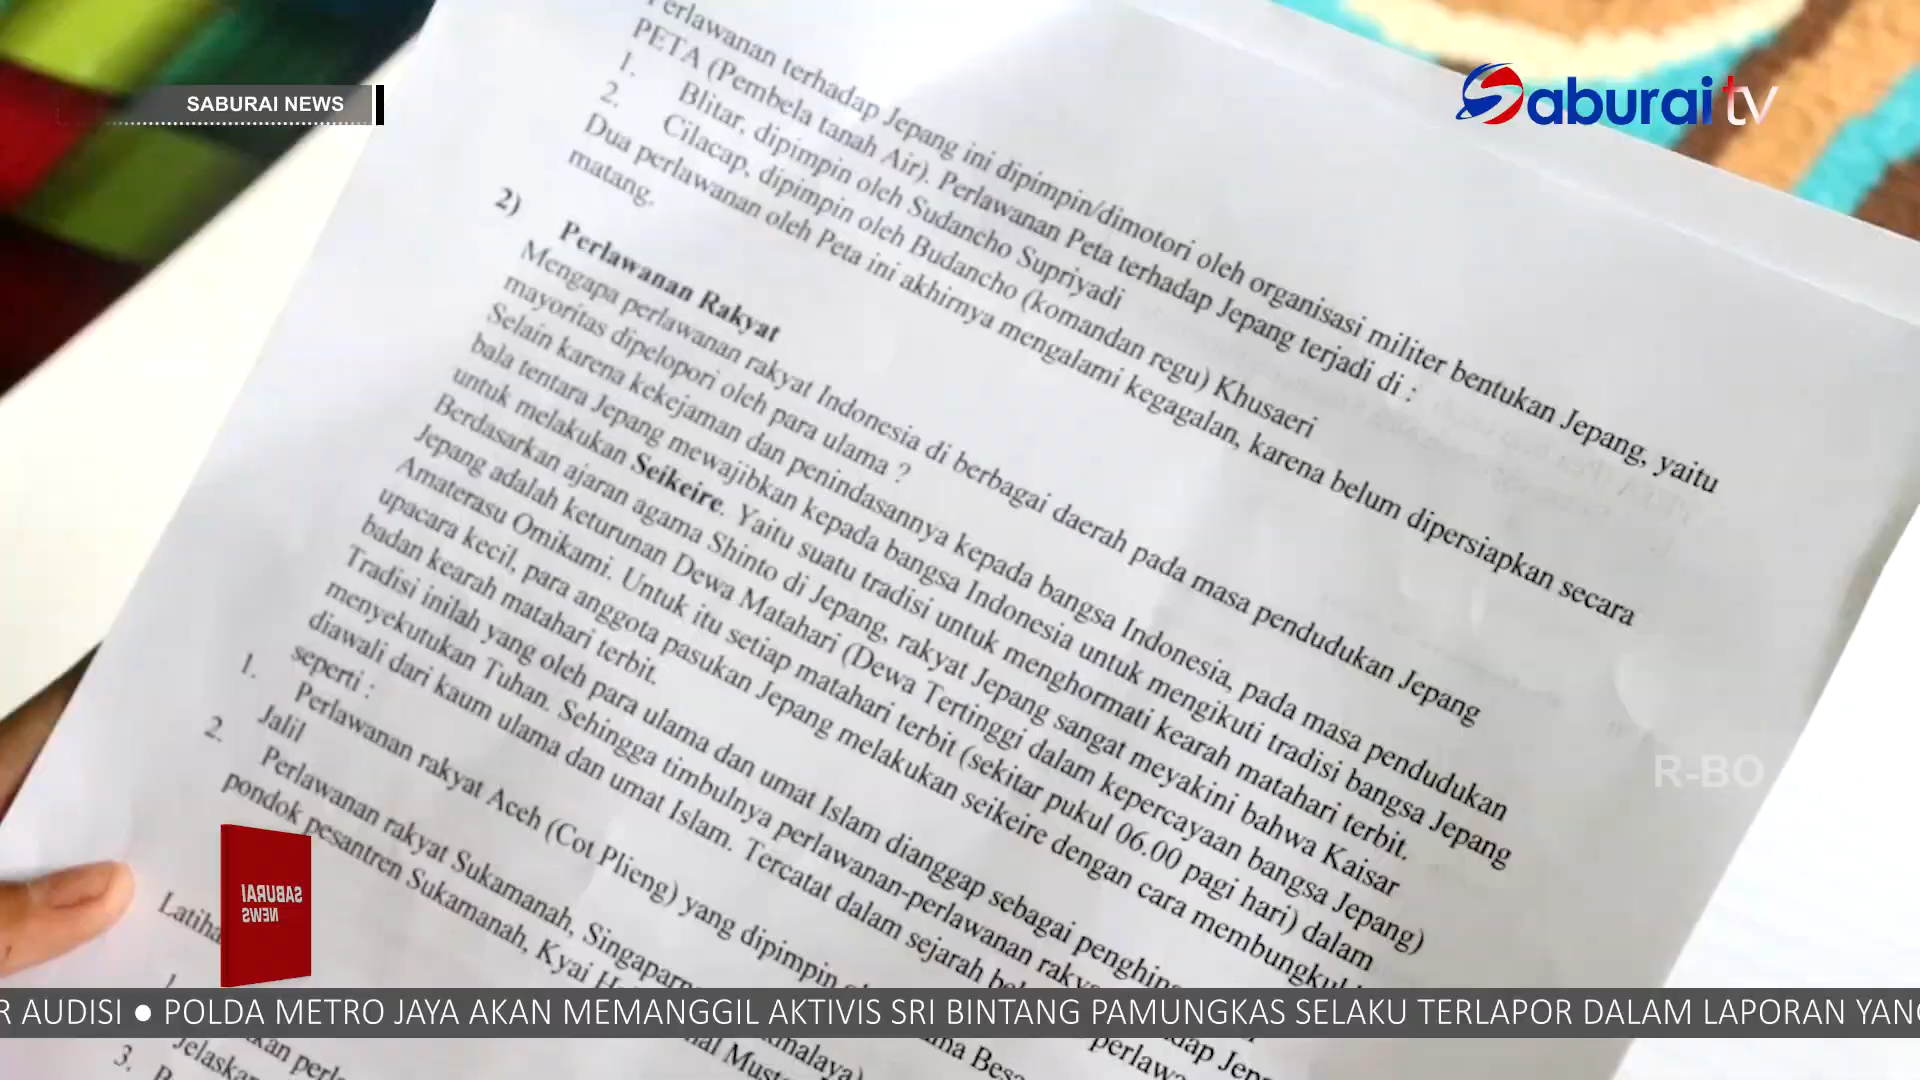 SABURAI NEWS
Saburai tv
Perlawanan terhadap Jepang ini dipimpin/dimotori oleh organisasi militer bentukan Jepang, yaitu
PETA (Pembela tanah Air). Perlawanan Peta terhadap Jepang terjadi di :
1. Blitar, dipimpin oleh Sudancho Supriyadi
2. Cilacap, dipimpin oleh Budancho (komandan regu) Khusaeri
Dua perlawanan oleh Peta ini akhirnya mengalami kegagalan, karena belum dipersiapkan secara
matang.
2) Perlawanan Rakyat
Mengapa perlawanan rakyat Indonesia di berbagai daerah pada masa pendudukan Jepang
mayoritas dipelopori oleh para ulama ?
Selain karena kekejaman dan penindasannya kepada bangsa Indonesia, pada masa pendudukan
bala tentara Jepang mewajibkan kepada bangsa Indonesia untuk mengikuti tradisi bangsa Jepang
untuk melakukan Seikeire. Yaitu suatu tradisi untuk menghormati kearah matahari terbit.
Berdasarkan ajaran agama Shinto di Jepang, rakyat Jepang sangat meyakini bahwa Kaisar
Jepang adalah keturunan Dewa Matahari (Dewa Tertinggi dalam kepercayaan bangsa Jepang)
Amaterasu Omikami. Untuk itu setiap matahari terbit (sekitar pukul 06.00 pagi hari) dalam
upacara kecil, para anggota pasukan Jepang melakukan seikeire dengan cara membungkuk
badan kearah matahari terbit.
Tradisi inilah yang oleh para ulama dan umat Islam dianggap sebagai penghin
menyekutukan Tuhan. Sehingga timbulnya perlawanan-perlawanan raky
diawali dari kaum ulama dan umat Islam. Tercatat dalam sejarah be
seperti :
1. Perlawanan rakyat Aceh (Cot Plieng) yang dipimpin
Jalil
2. Perlawanan rakyat Sukamanah, Singaparn
pondok pesantren Sukamanah, Kyai H
Latiha
R-BO
SABURAI
NEWS
R AUDISI ● POLDA METRO JAYA AKAN MEMANGGIL AKTIVIS SRI BINTANG PAMUNGKAS SELAKU TERLAPOR DALAM LAPORAN YANG
Jelaska
3.